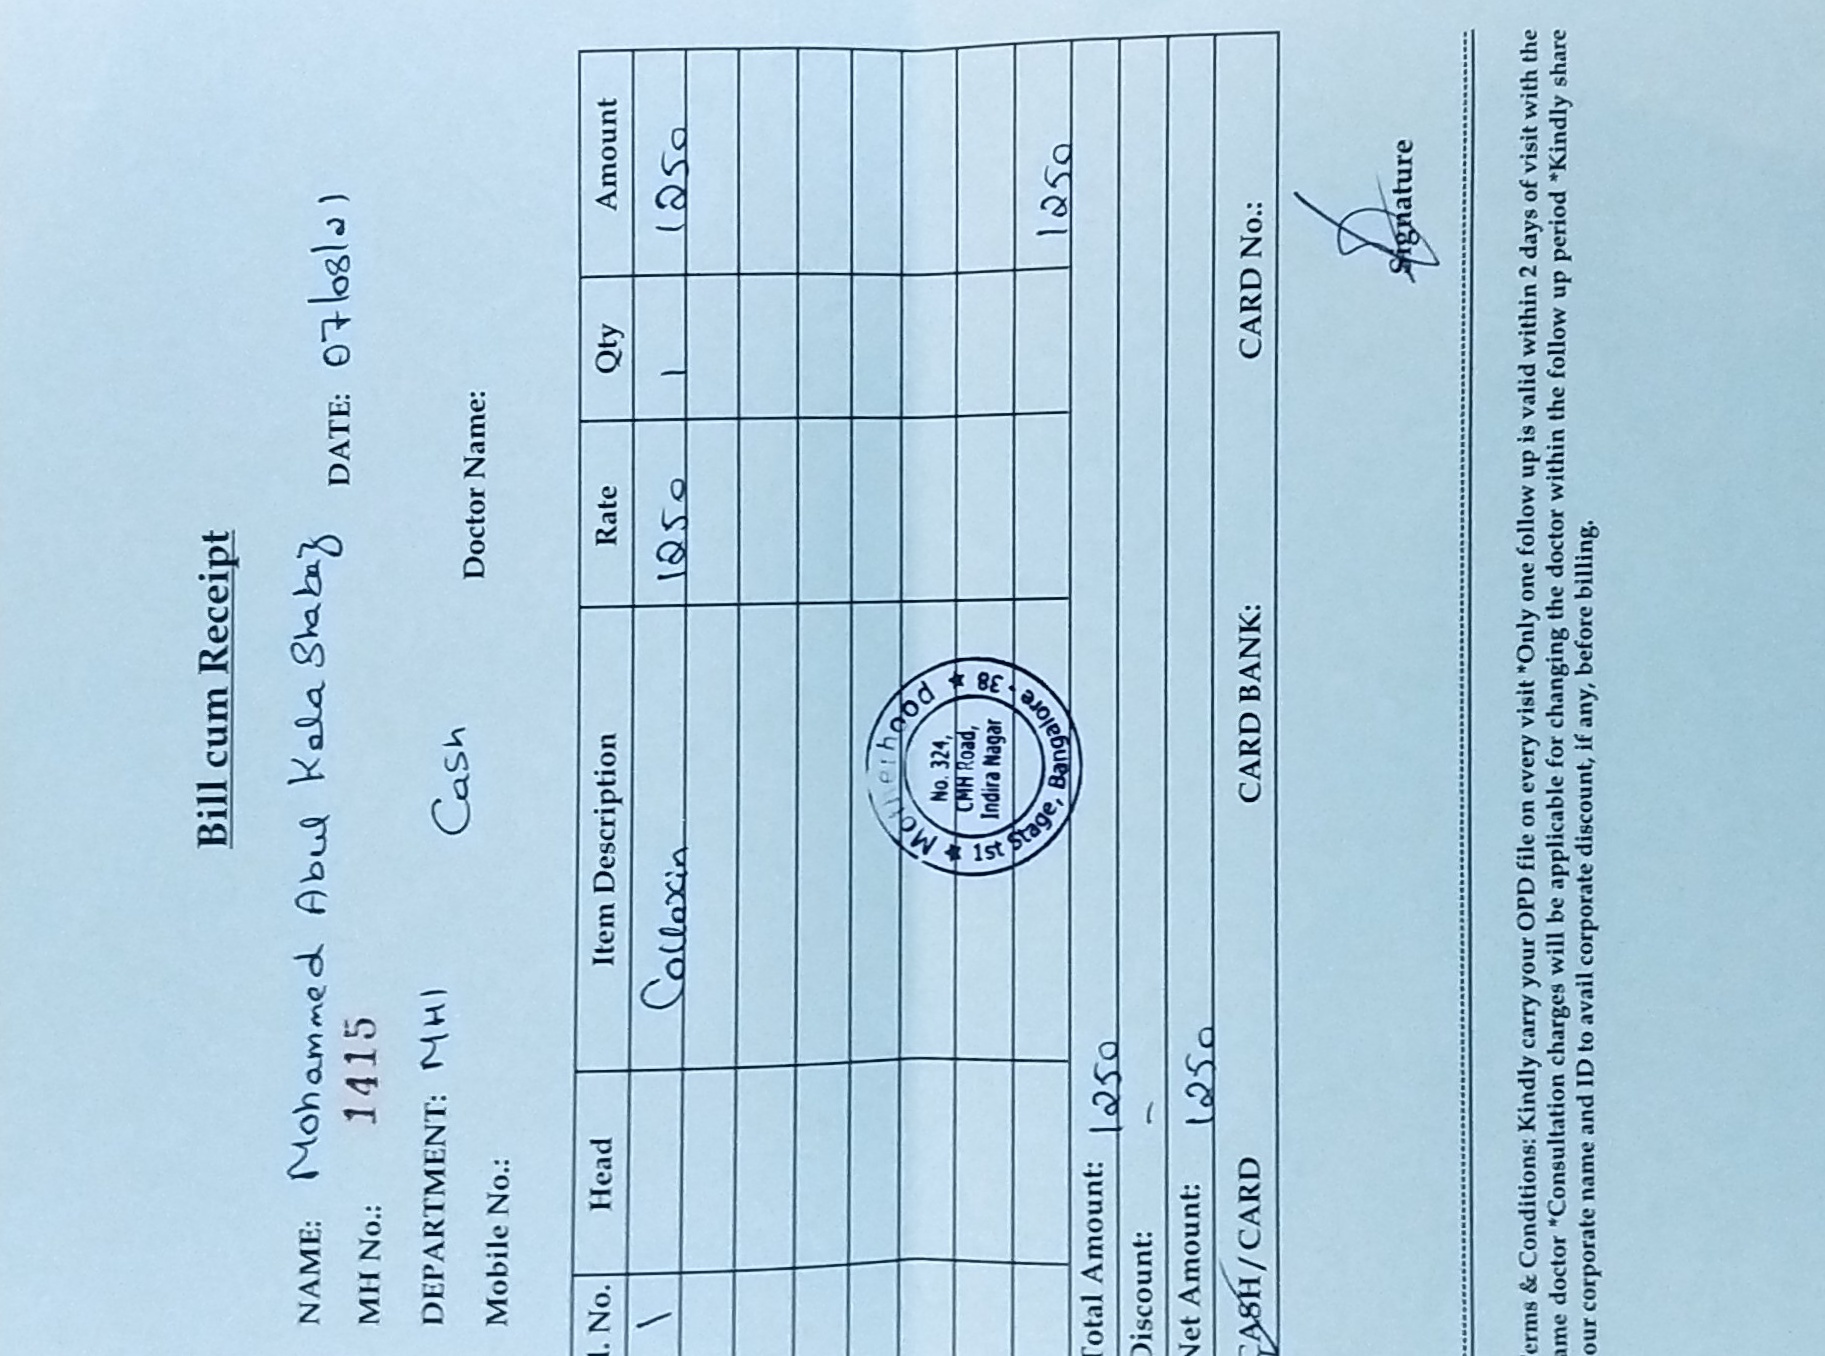 Bill cum Receipt
NAME: Mohammed Abul Kala Shabaz DATE: 07/08/21
MH No.: 1415
DEPARTMENT: MHI Cash
Doctor Name:
Mobile No.:
l. No. Head Item Description Rate Qty Amount
1 Collaxin 1250 1 1250
Motherhood
No. 324,
CMH Road,
Indira Nagar
1st Stage, Bangalore - 38
1250
Total Amount: 1250
Discount: –
Net Amount: 1250
CASH / CARD CARD BANK: CARD No.:
Signature
erms & Conditions: Kindly carry your OPD file on every visit *Only one follow up is valid within 2 days of visit with the
ame doctor *Consultation charges will be applicable for changing the doctor within the follow up period *Kindly share
our corporate name and ID to avail corporate discount, if any, before billing.